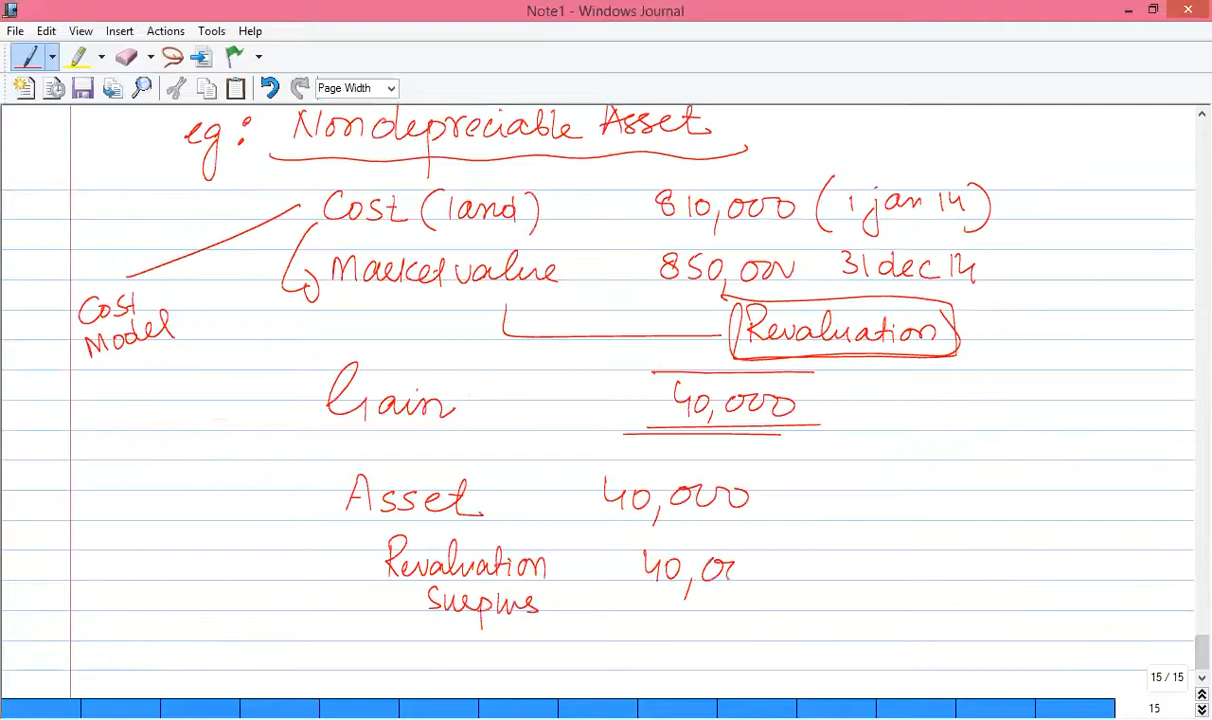 Note1 - Windows Journal
File Edit View Insert Actions Tools Help
Page Width
eg: Nondepreciable Asset
Cost (land) 810,000 (1 jan 14)
Marked value 850,000 31 dec 14
Cost
Model
Revaluation
Gain 40,000
Asset 40,000
Revaluation 40,00
Surplus
15 / 15
15